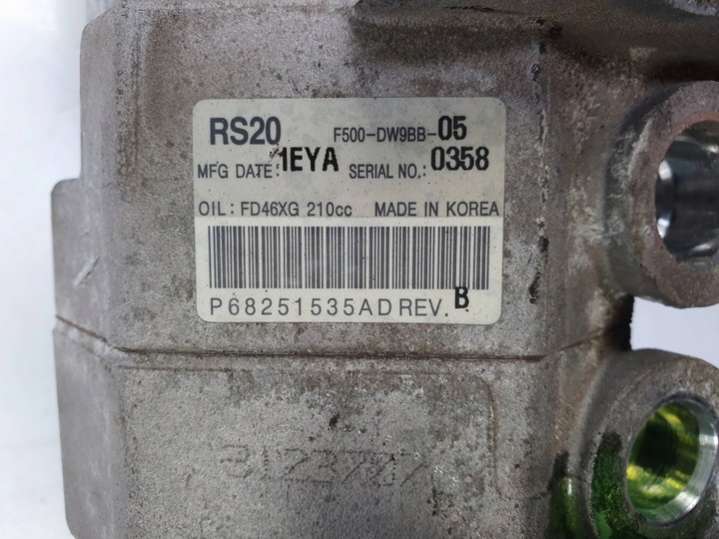 RS20 F500-DW9BB-05
MFG DATE: 1EYA SERIAL NO.: 0358
OIL: FD46XG 210cc MADE IN KOREA
P68251535AD REV. B